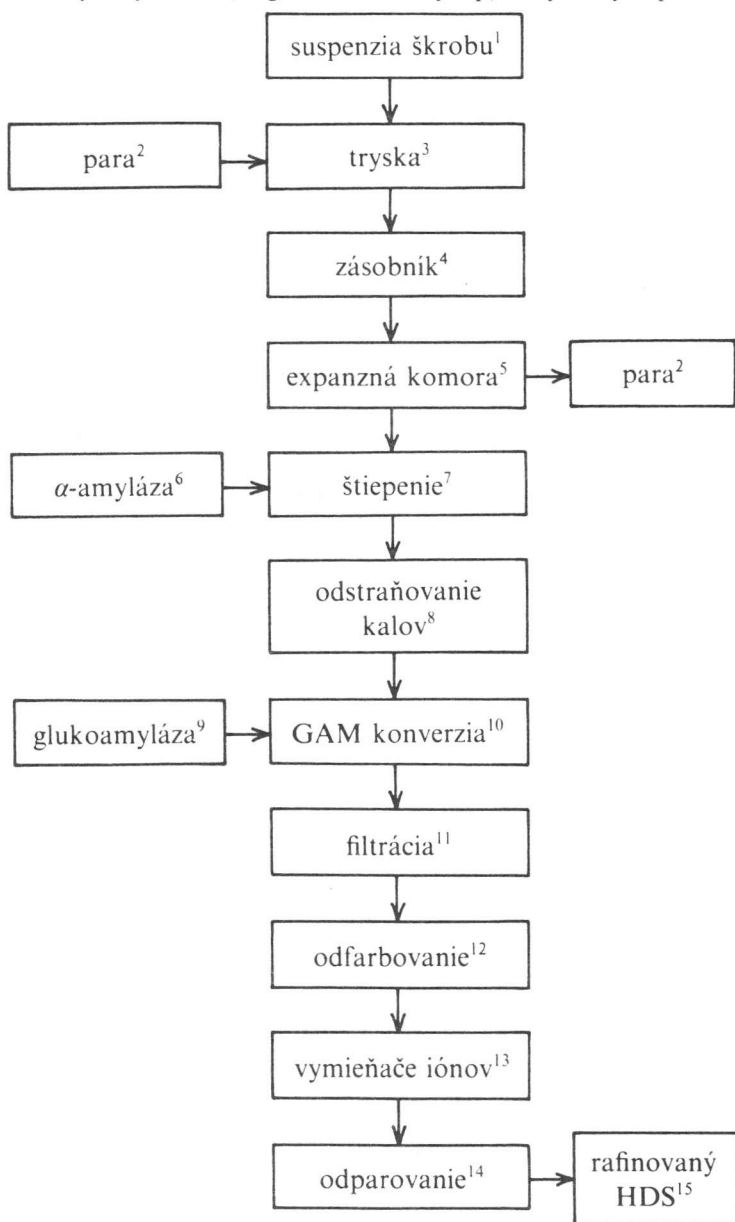 suspenzia škrobu¹
para²
tryska³
zásobník⁴
expanzná komora⁵
para²
α-amyláza⁶
štiepenie⁷
odstraňovanie
kalov⁸
glukoamyláza⁹
GAM konverzia¹⁰
filtrácia¹¹
odfarbovanie¹²
vymieňače iónov¹³
odparovanie¹⁴
rafinovaný
HDS¹⁵